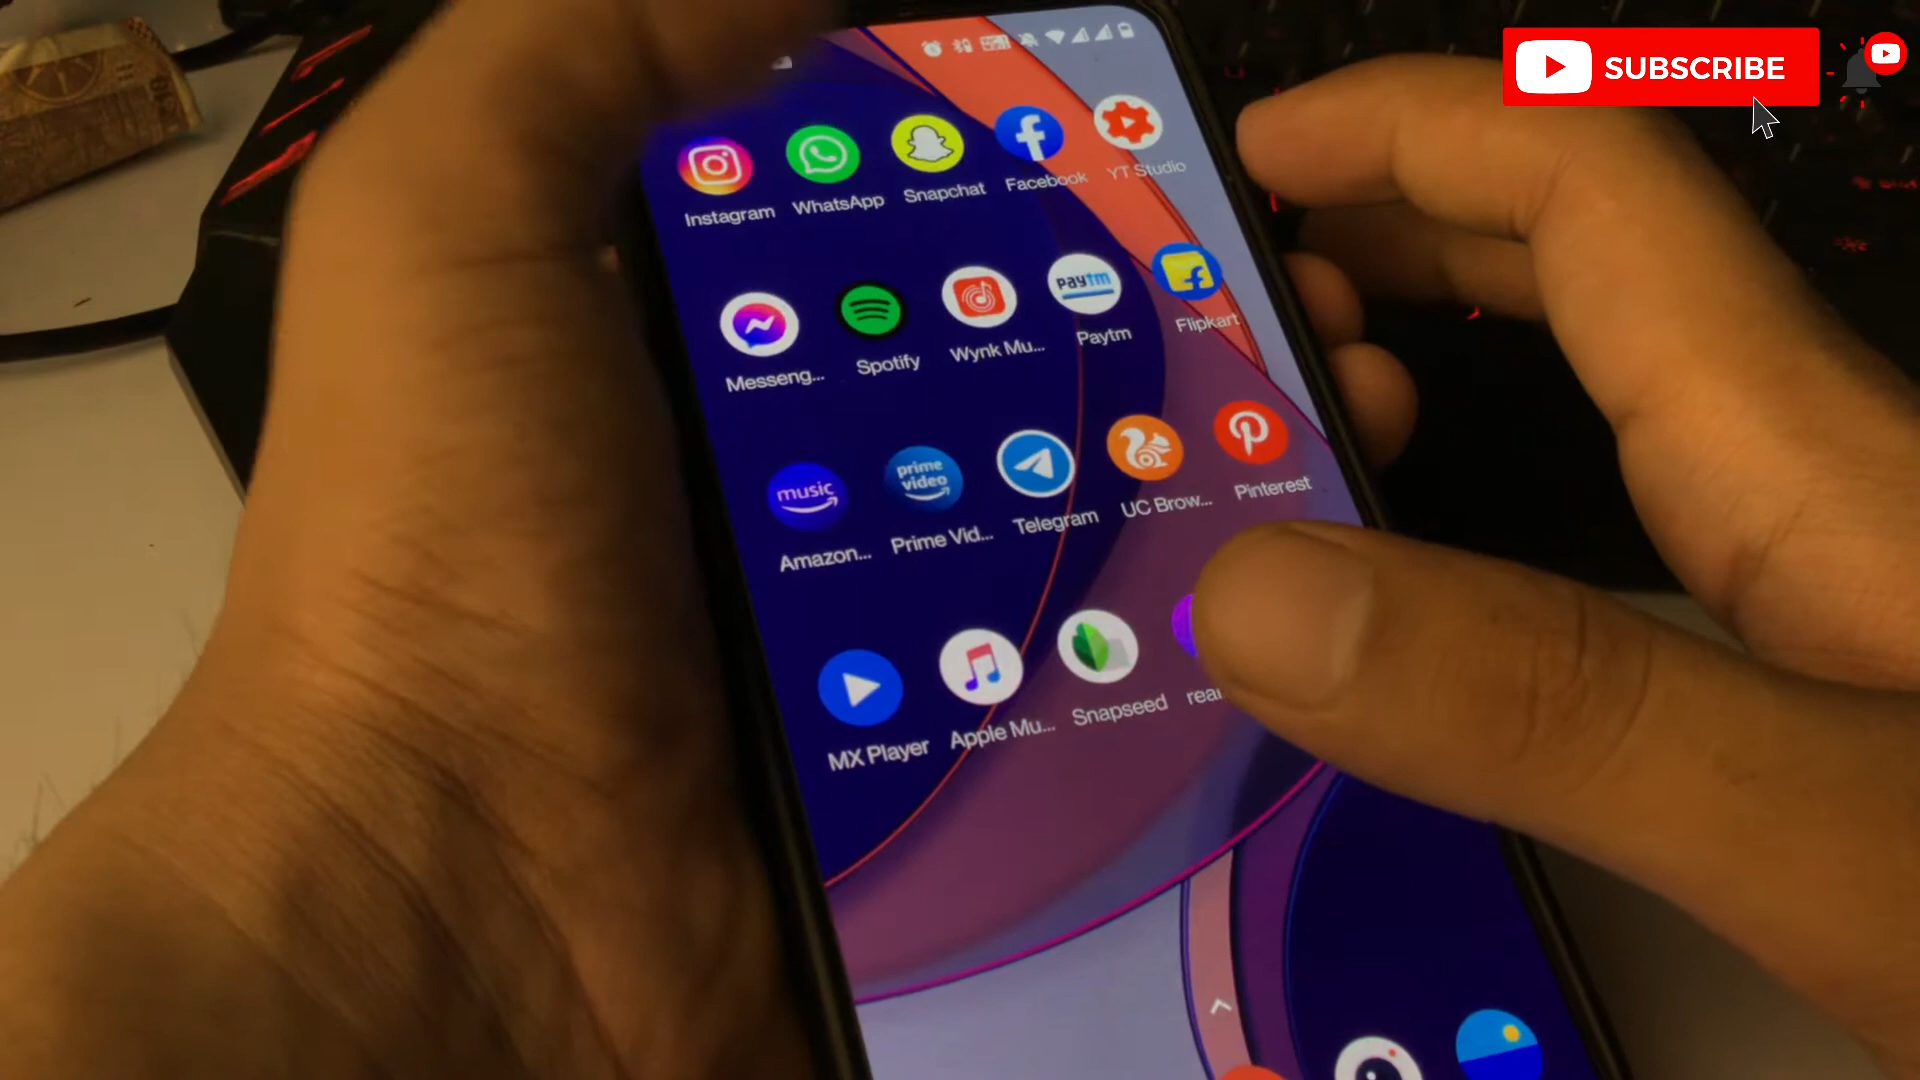 SUBSCRIBE
Instagram WhatsApp Snapchat Facebook YT Studio
paytm
Messeng... Spotify Wynk Mu... Paytm Flipkart
music prime video
Amazon... Prime Vid... Telegram UC Brow... Pinterest
MX Player Apple Mu... Snapseed